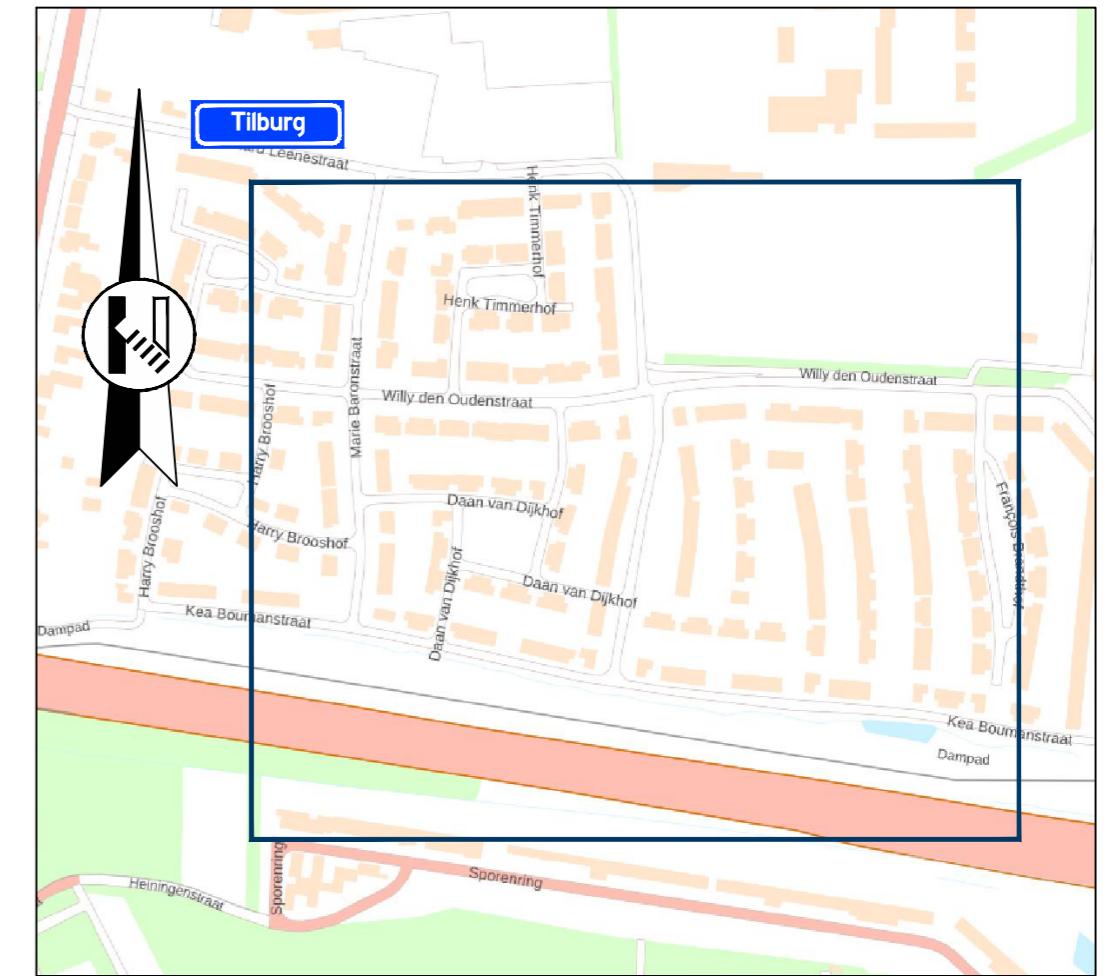 Tilburg
Leenestraat
Henk Timmerhof
Henk Timmerhof
Willy den Oudenstraat
Willy den Oudenstraat
Marie Baronstraat
Harry Brooshof
Harry Brooshof
Harry Brooshof
Daan van Dijkhof
Daan van Dijkhof
Daan van Dijkhof
François Brandthof
Kea Boumanstraat
Dampad
Kea Boumanstraat
Dampad
Sporenring
Sporenring
Heiningenstraat